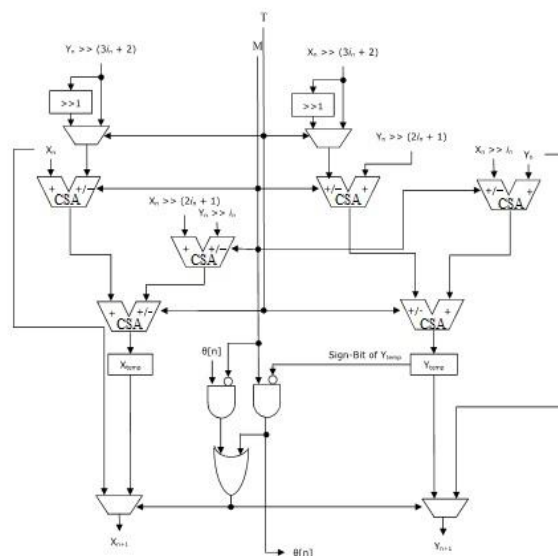 T
M
Yₙ >> (3iₙ + 2)
Xₙ >> (3iₙ + 2)
>>1
>>1
Yₙ >> (2iₙ + 1)
Xₙ
Xₙ >> iₙ
Yₙ
+ +/−
CSA
+/− +
CSA
+/− +
CSA
Xₙ >> (2iₙ + 1)
Yₙ >> iₙ
+ +/−
CSA
+ +/−
CSA
+/− +
CSA
Xtemp
θ[n]
Sign-Bit of Ytemp
Ytemp
Xₙ₊₁
θ[n]
Yₙ₊₁